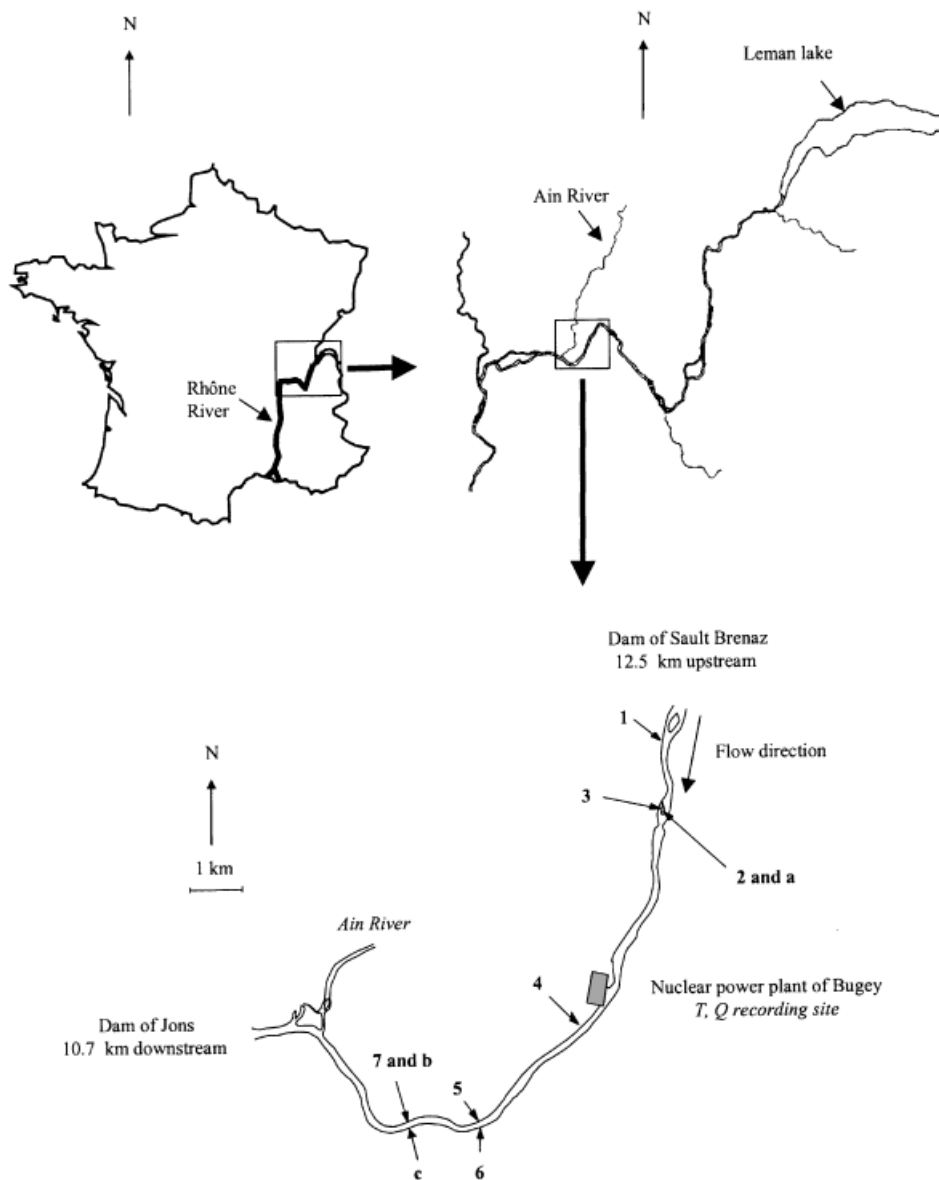 N
N
Leman lake
Ain River
Rhône
River
Dam of Sault Brenaz
12.5 km upstream
1
Flow direction
N
3
1 km
2 and a
Ain River
Nuclear power plant of Bugey
T, Q recording site
4
Dam of Jons
10.7 km downstream
7 and b
5
c
6